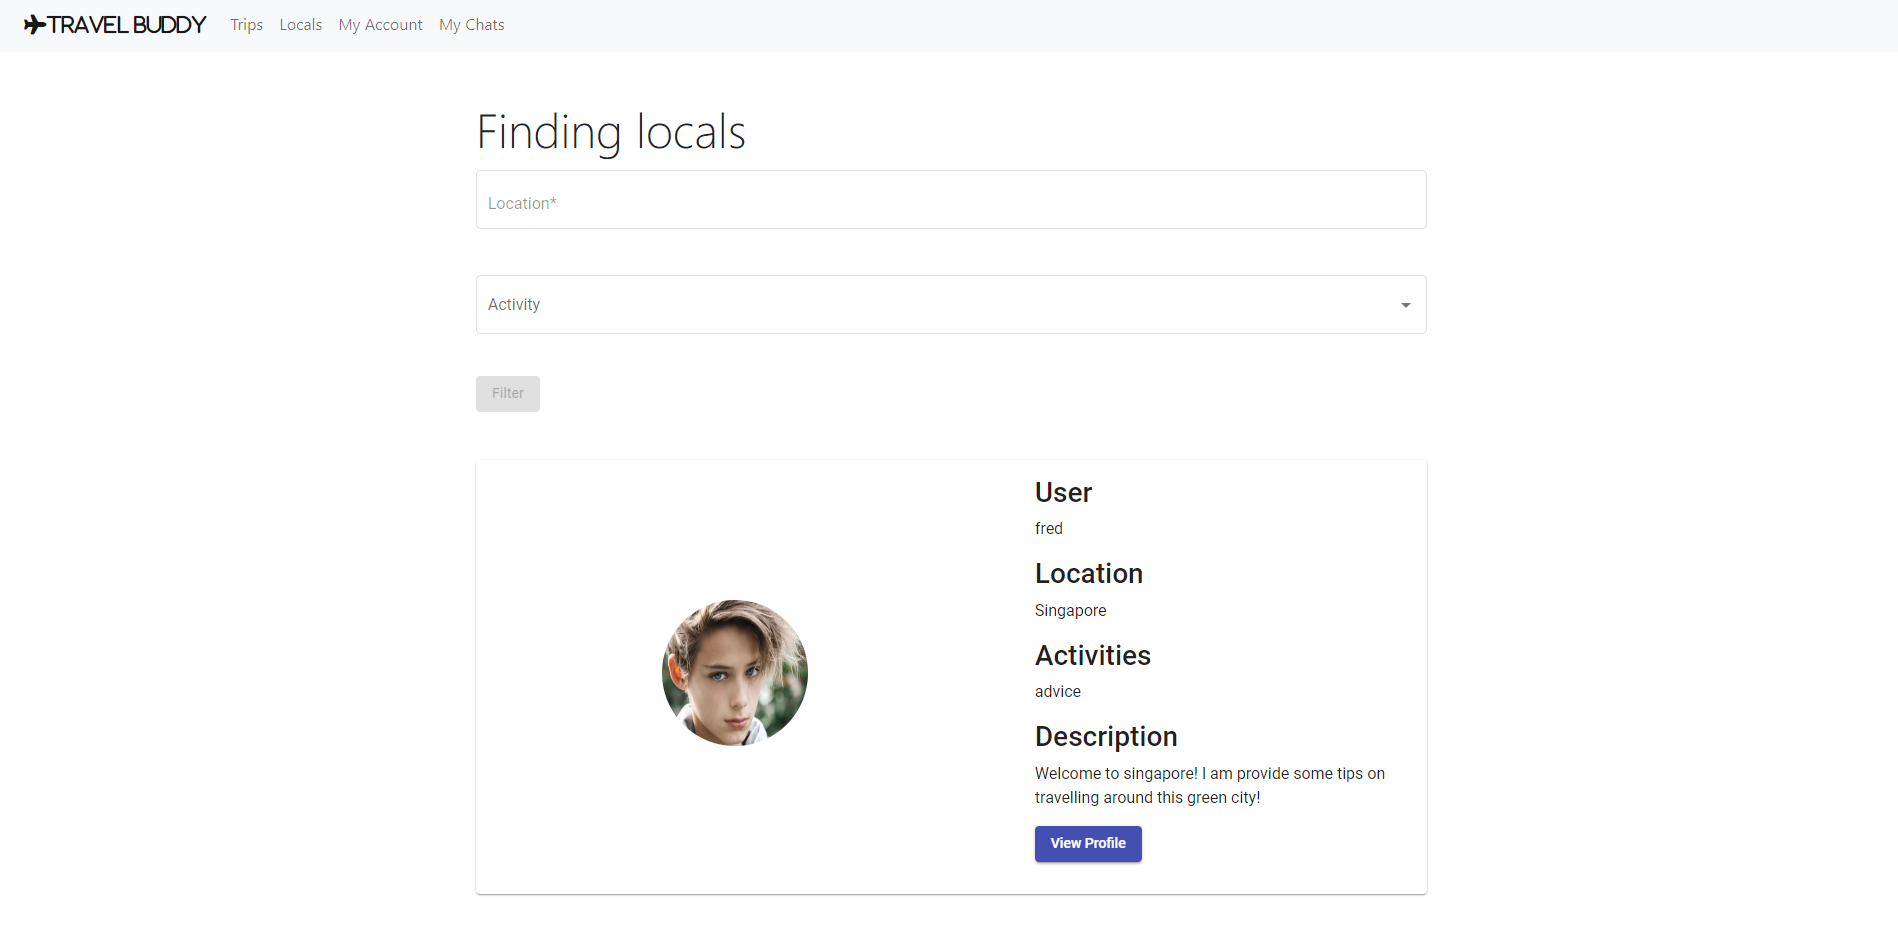 TRAVEL BUDDY Trips Locals My Account My Chats
Finding locals
Location*
Activity
Filter
User
fred
Location
Singapore
Activities
advice
Description
Welcome to singapore! I am provide some tips on
travelling around this green city!
View Profile